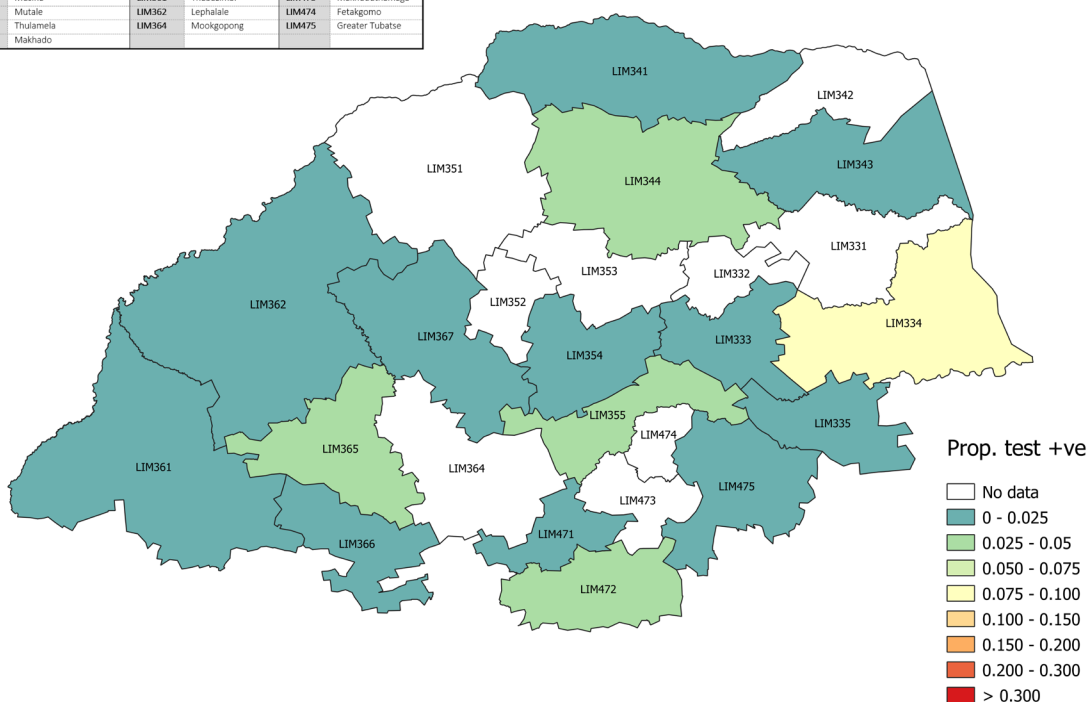 Mutale LIM362 Lephalale LIM474 Fetakgomo
Thulamela LIM364 Mookgopong LIM475 Greater Tubatse
Makhado
LIM341
LIM342
LIM351
LIM343
LIM344
LIM331
LIM353
LIM332
LIM352
LIM362
LIM334
LIM367
LIM333
LIM354
LIM355
LIM335
LIM474
LIM365
LIM361
LIM364
LIM475
LIM473
LIM471
LIM366
LIM472
Prop. test +ve
No data
0 - 0.025
0.025 - 0.05
0.050 - 0.075
0.075 - 0.100
0.100 - 0.150
0.150 - 0.200
0.200 - 0.300
> 0.300